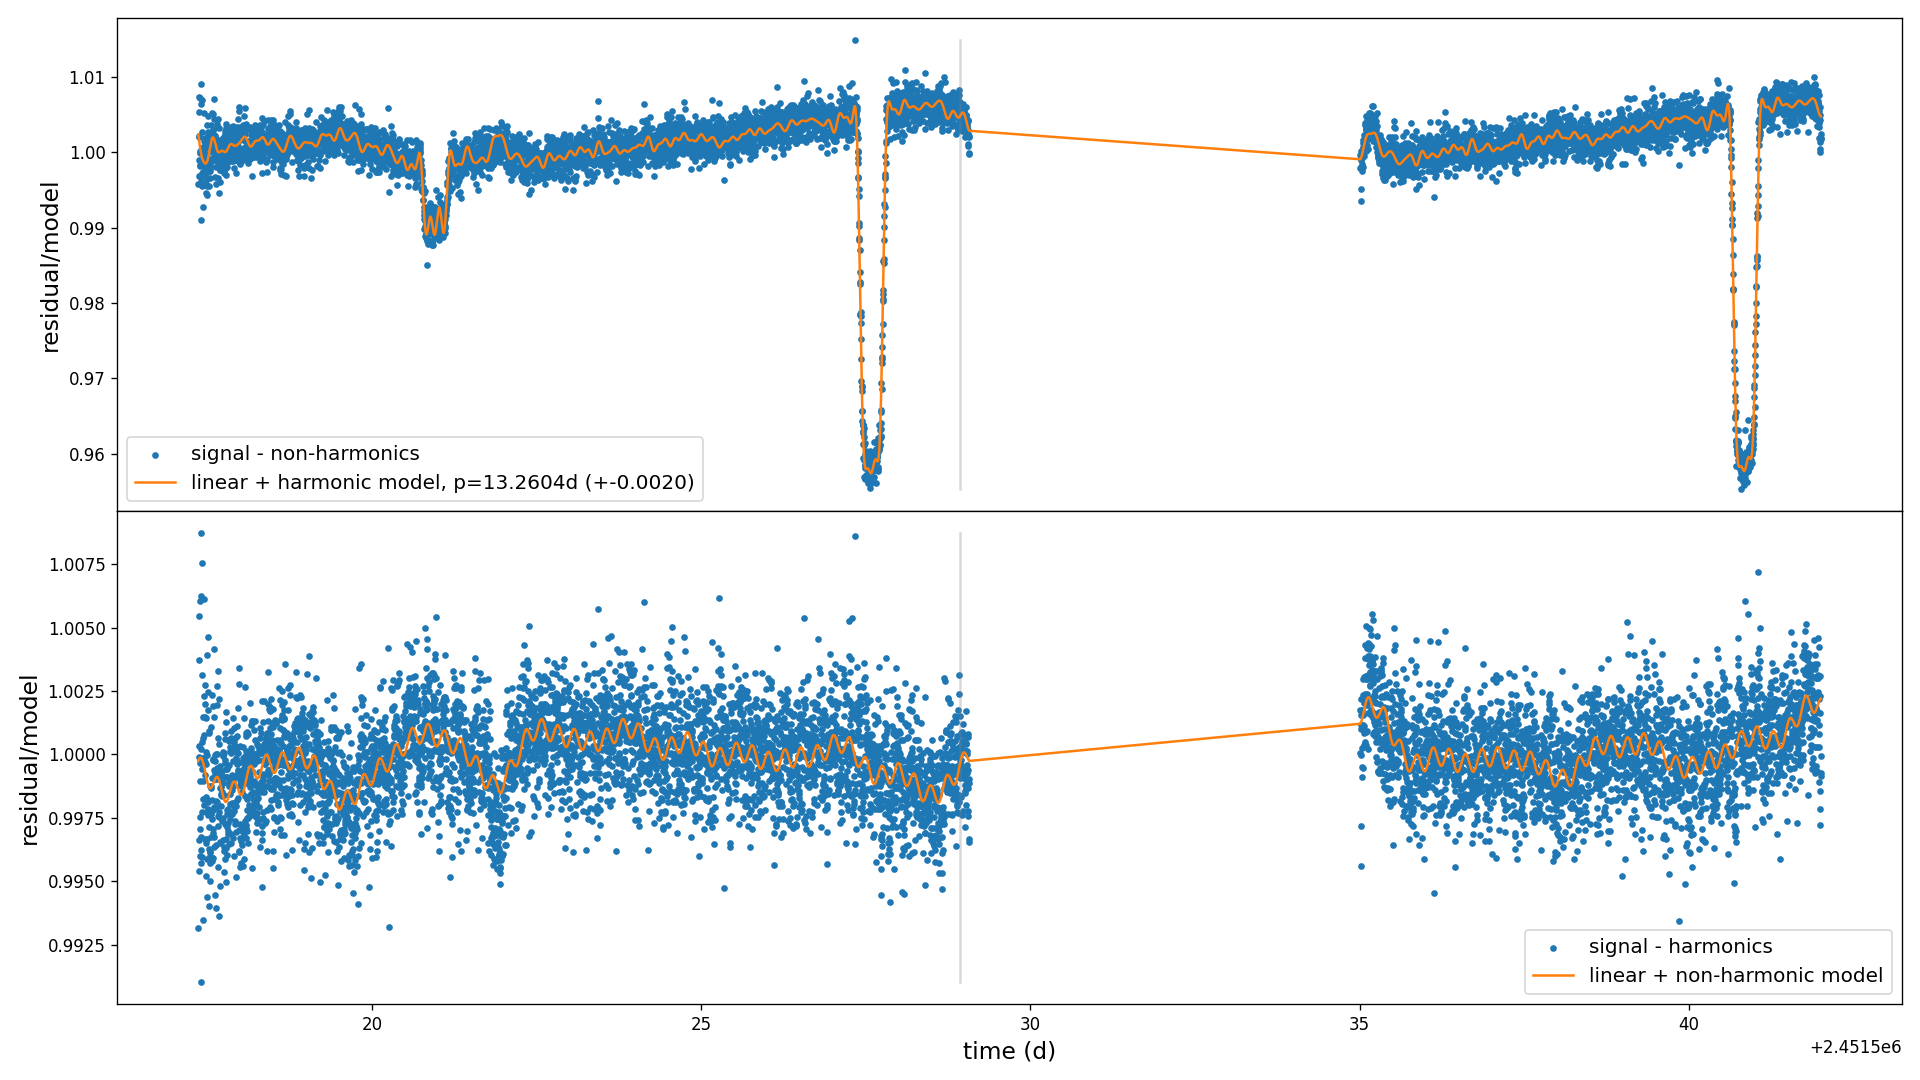 1.01
1.00
0.99
0.98
0.97
0.96
residual/model
signal - non-harmonics
linear + harmonic model, p=13.2604d (+-0.0020)
1.0075
1.0050
1.0025
1.0000
0.9975
0.9950
0.9925
residual/model
signal - harmonics
linear + non-harmonic model
20
25
30
35
40
time (d)
+2.4515e6